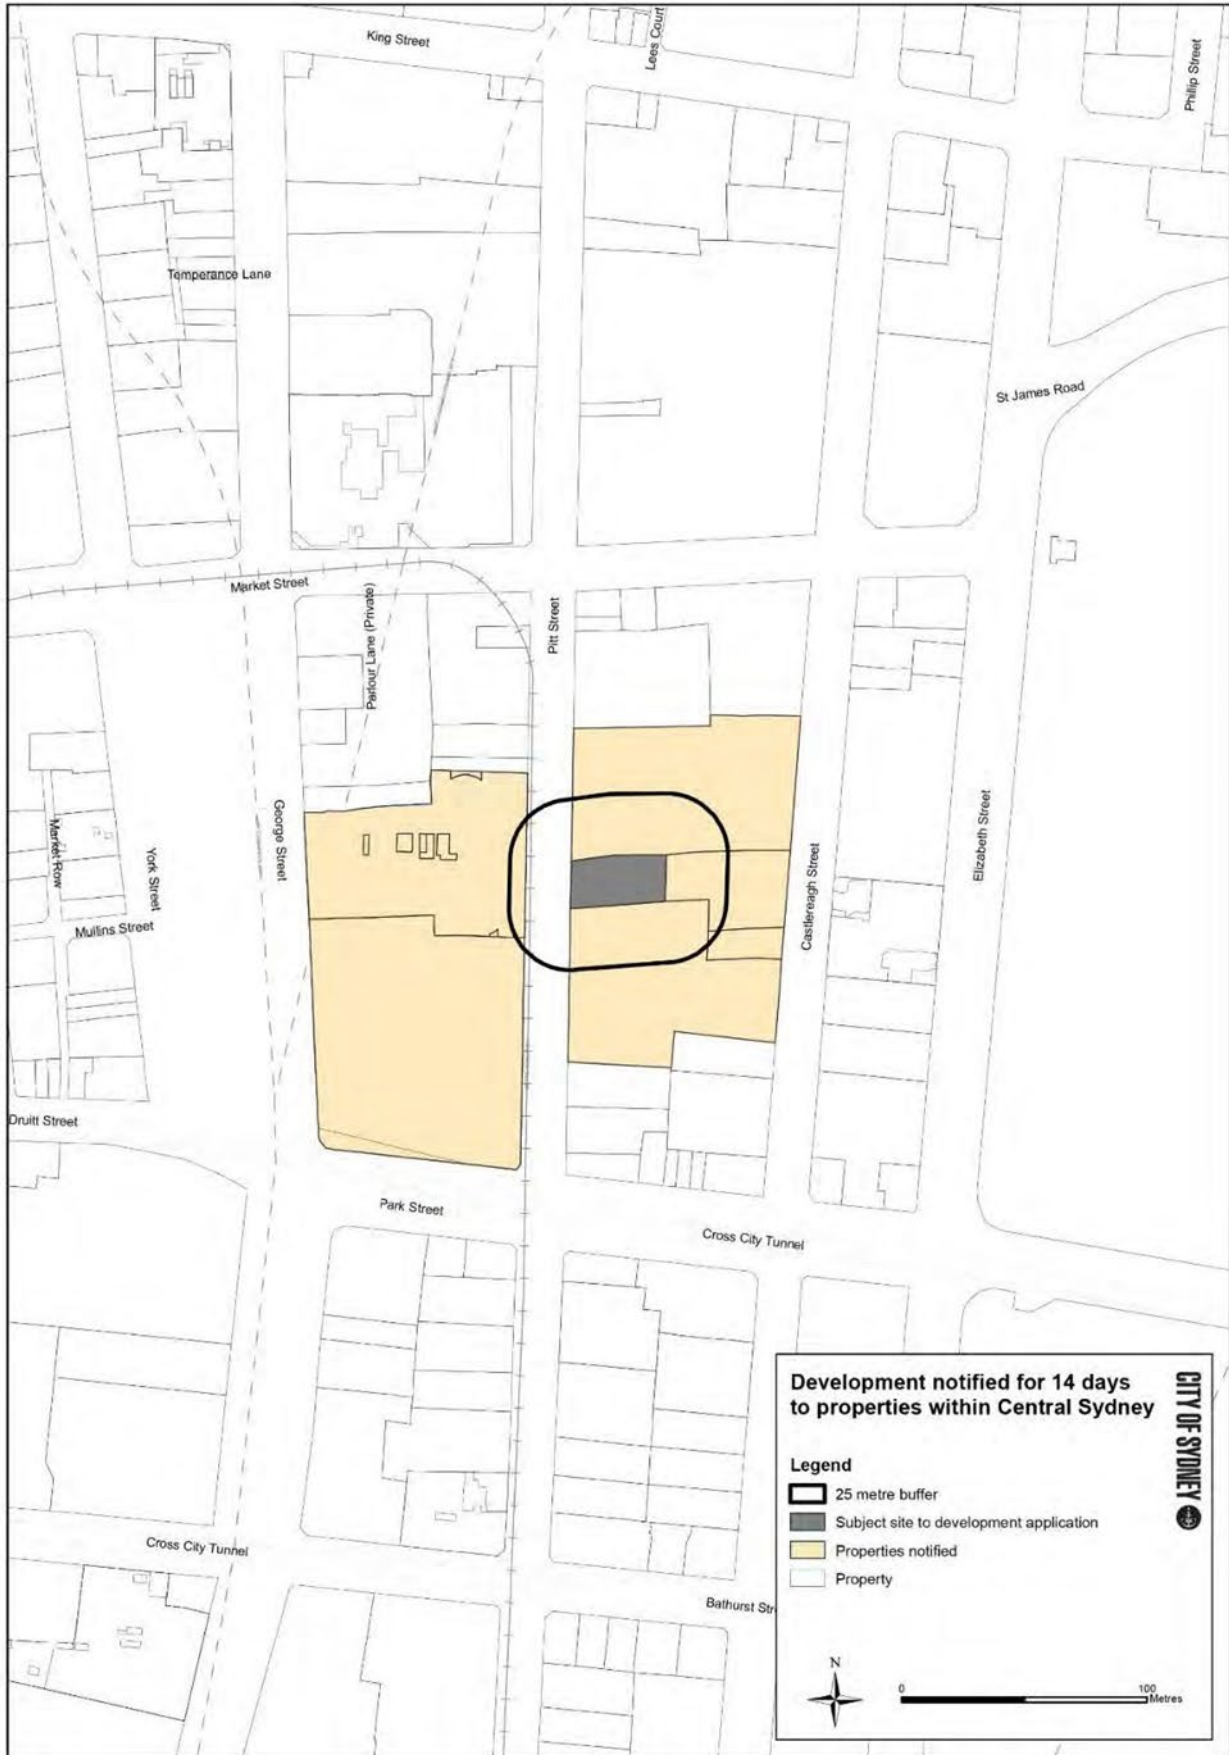 King Street
Lees Court
Phillip Street
Temperance Lane
St James Road
Market Street
Parlour Lane (Private)
Pitt Street
George Street
Market Row
York Street
Mullins Street
Castlereagh Street
Elizabeth Street
Druitt Street
Park Street
Cross City Tunnel
Cross City Tunnel
Bathurst Str
Development notified for 14 days
to properties within Central Sydney
Legend
25 metre buffer
Subject site to development application
Properties notified
Property
CITY OF SYDNEY
N
0
100
Metres